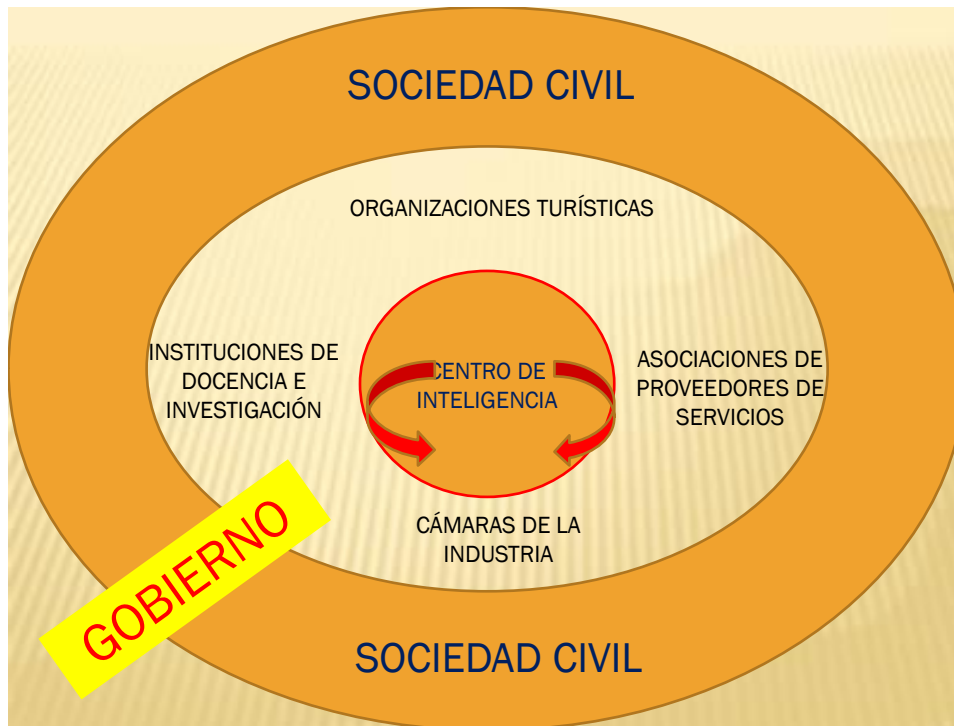 SOCIEDAD CIVIL
ORGANIZACIONES TURÍSTICAS
INSTITUCIONES DE
DOCENCIA E
INVESTIGACIÓN
CENTRO DE
INTELIGENCIA
ASOCIACIONES DE
PROVEEDORES DE
SERVICIOS
CÁMARAS DE LA
INDUSTRIA
GOBIERNO
SOCIEDAD CIVIL